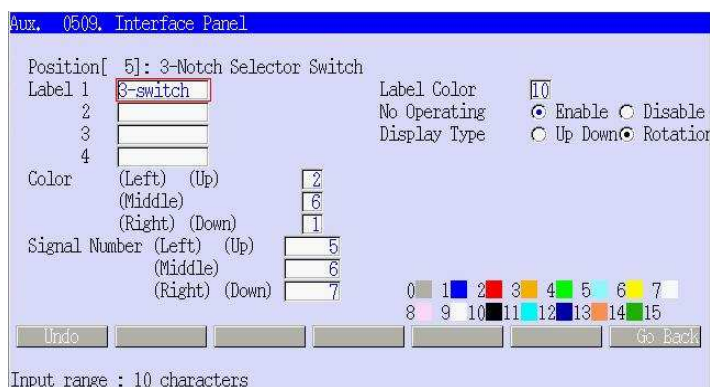 Aux. 0509. Interface Panel
Position[ 5]: 3-Notch Selector Switch
Label 1 3-switch Label Color 10
2 No Operating Enable Disable
3 Display Type Up Down Rotation
4
Color (Left) (Up) 2
(Middle) 6
(Right) (Down) 1
Signal Number (Left) (Up) 5
(Middle) 6
(Right) (Down) 7
0 1 2 3 4 5 6 7
8 9 10 11 12 13 14 15
Undo Go Back
Input range : 10 characters